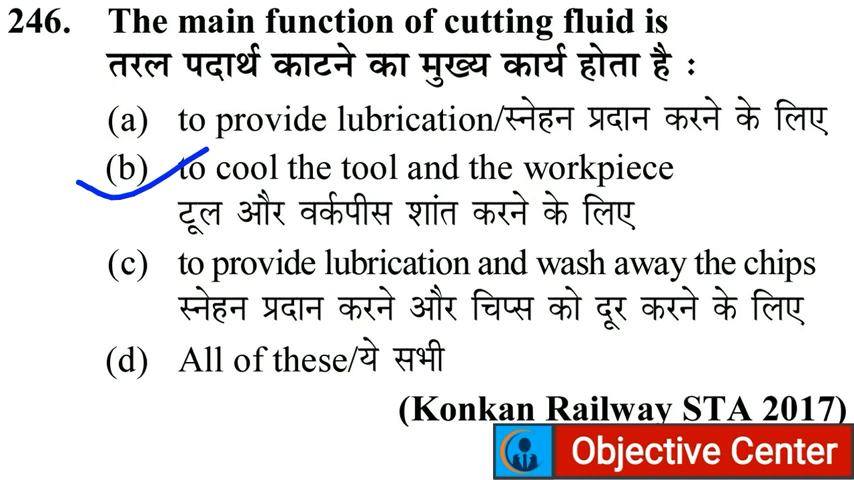 246. The main function of cutting fluid is
तरल पदार्थ काटने का मुख्य कार्य होता है :
(a) to provide lubrication/स्नेहन प्रदान करने के लिए
(b) to cool the tool and the workpiece
टूल और वर्कपीस शांत करने के लिए
(c) to provide lubrication and wash away the chips
स्नेहन प्रदान करने और चिप्स को दूर करने के लिए
(d) All of these/ये सभी
(Konkan Railway STA 2017)
Objective Center